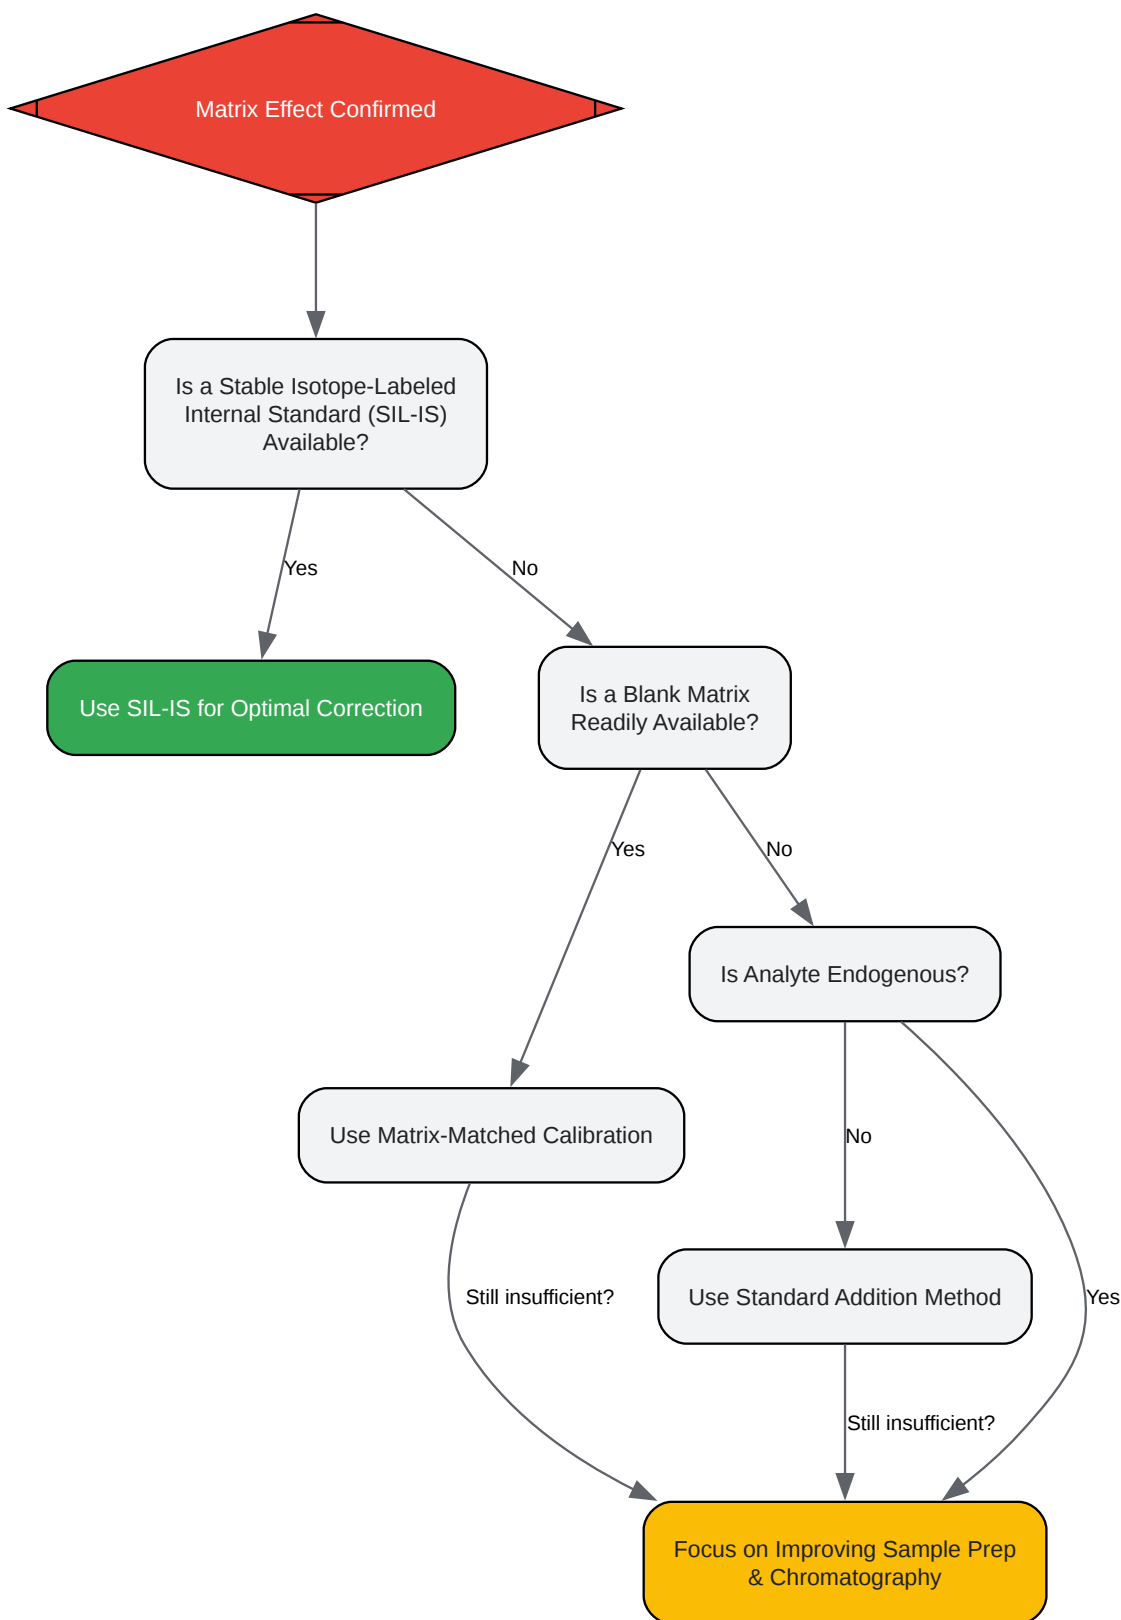 Matrix Effect Confirmed
Is a Stable Isotope-Labeled
Internal Standard (SIL-IS)
Available?
Yes
No
Use SIL-IS for Optimal Correction
Is a Blank Matrix
Readily Available?
Yes
No
Is Analyte Endogenous?
Use Matrix-Matched Calibration
No
Still insufficient?
Use Standard Addition Method
Yes
Still insufficient?
Focus on Improving Sample Prep
& Chromatography